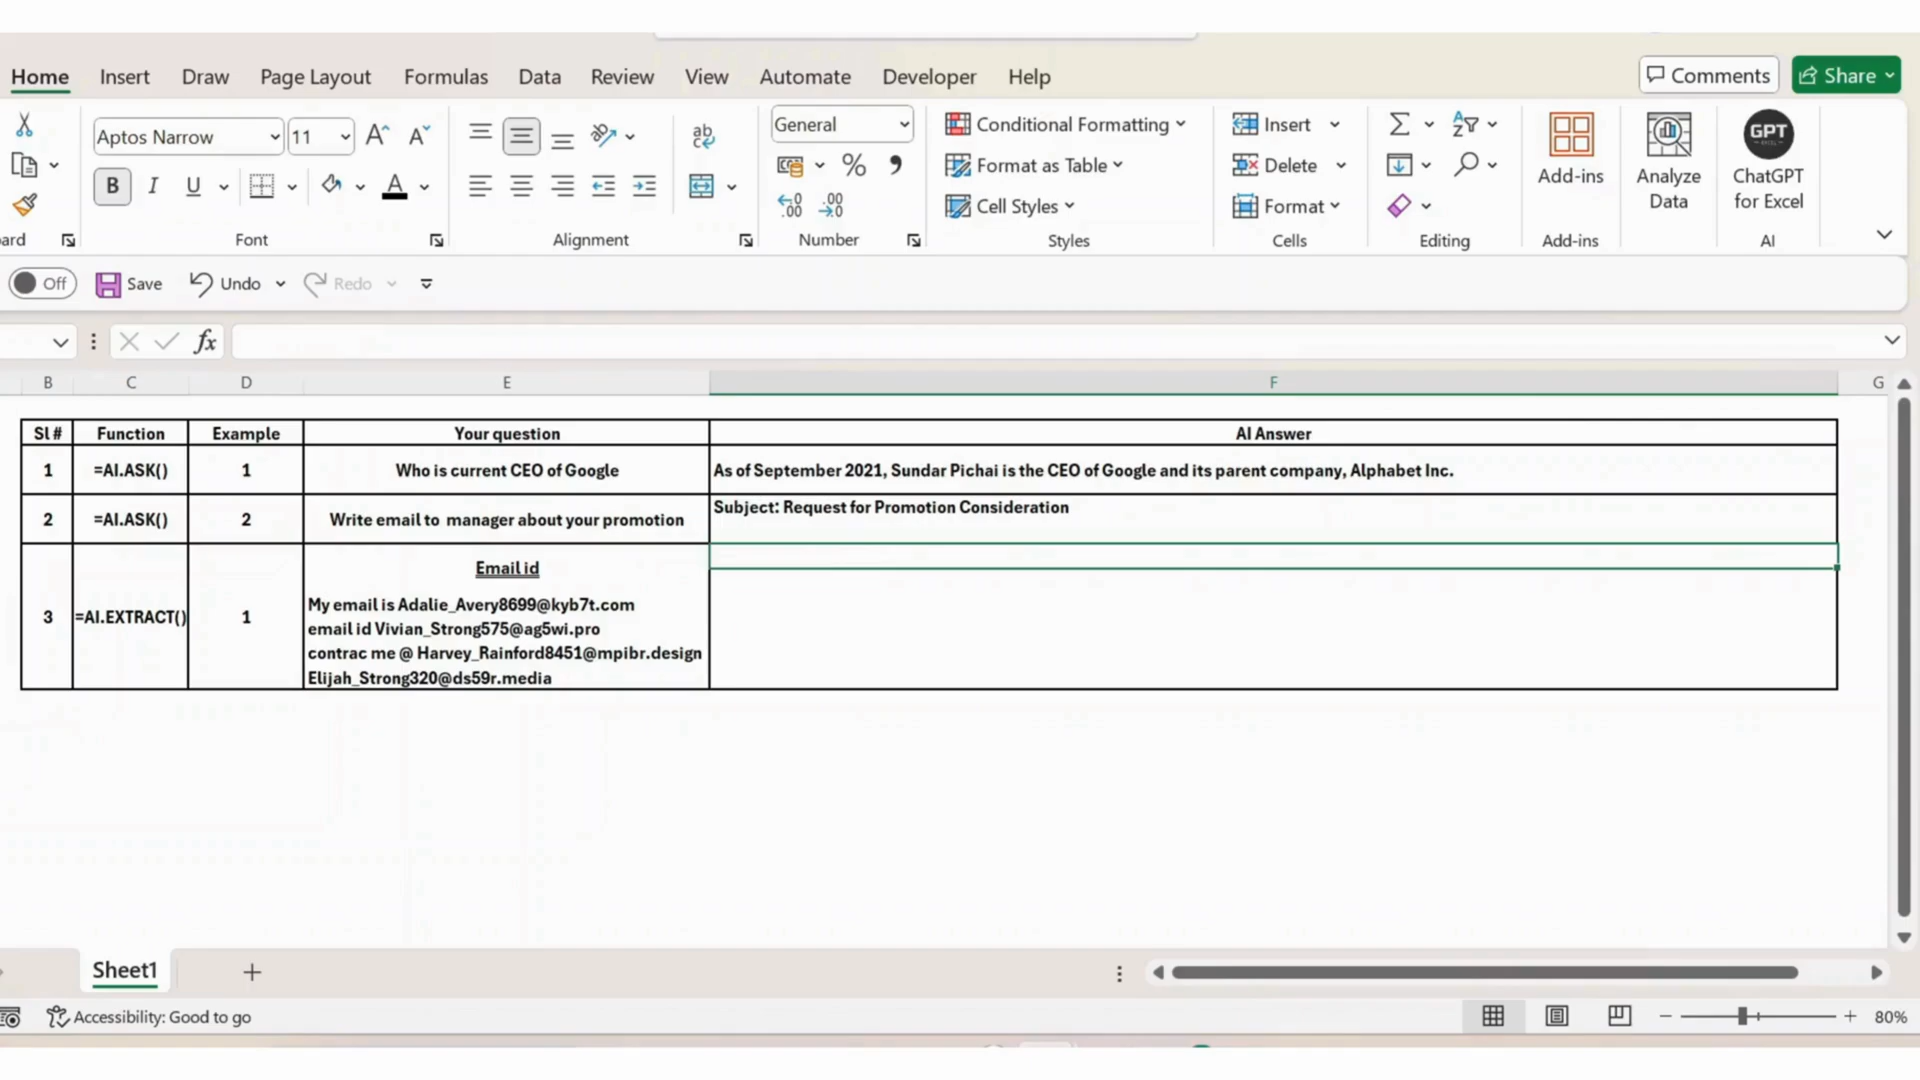 Home Insert Draw Page Layout Formulas Data Review View Automate Developer Help Comments Share
Aptos Narrow 11 A A ab General Conditional Formatting Insert
B I U A Format as Table Delete
Cell Styles Format
Add-ins
Analyze Data
GPT EXCEL
ChatGPT for Excel
ard Font Alignment Number Styles Cells Editing Add-ins AI
Off Save Undo Redo
fx
B C D E F G
Sl # Function Example Your question AI Answer
1 =AI.ASK() 1 Who is current CEO of Google As of September 2021, Sundar Pichai is the CEO of Google and its parent company, Alphabet Inc.
2 =AI.ASK() 2 Write email to manager about your promotion Subject: Request for Promotion Consideration
3 =AI.EXTRACT() 1 Email id
My email is Adalie_Avery8699@kyb7t.com
email id Vivian_Strong575@ag5wi.pro
contrac me @ Harvey_Rainford8451@mpibr.design
Elijah_Strong320@ds59r.media
Sheet1
Accessibility: Good to go 80%